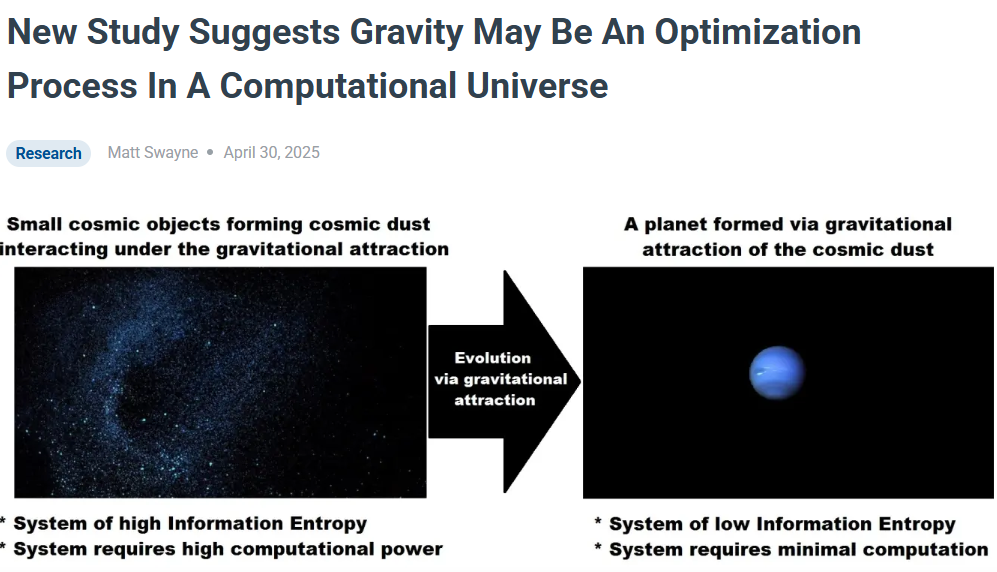 New Study Suggests Gravity May Be An Optimization
Process In A Computational Universe
Research Matt Swayne • April 30, 2025
Small cosmic objects forming cosmic dust
interacting under the gravitational attraction
A planet formed via gravitational
attraction of the cosmic dust
Evolution
via gravitational
attraction
* System of high Information Entropy
* System requires high computational power
* System of low Information Entropy
* System requires minimal computation